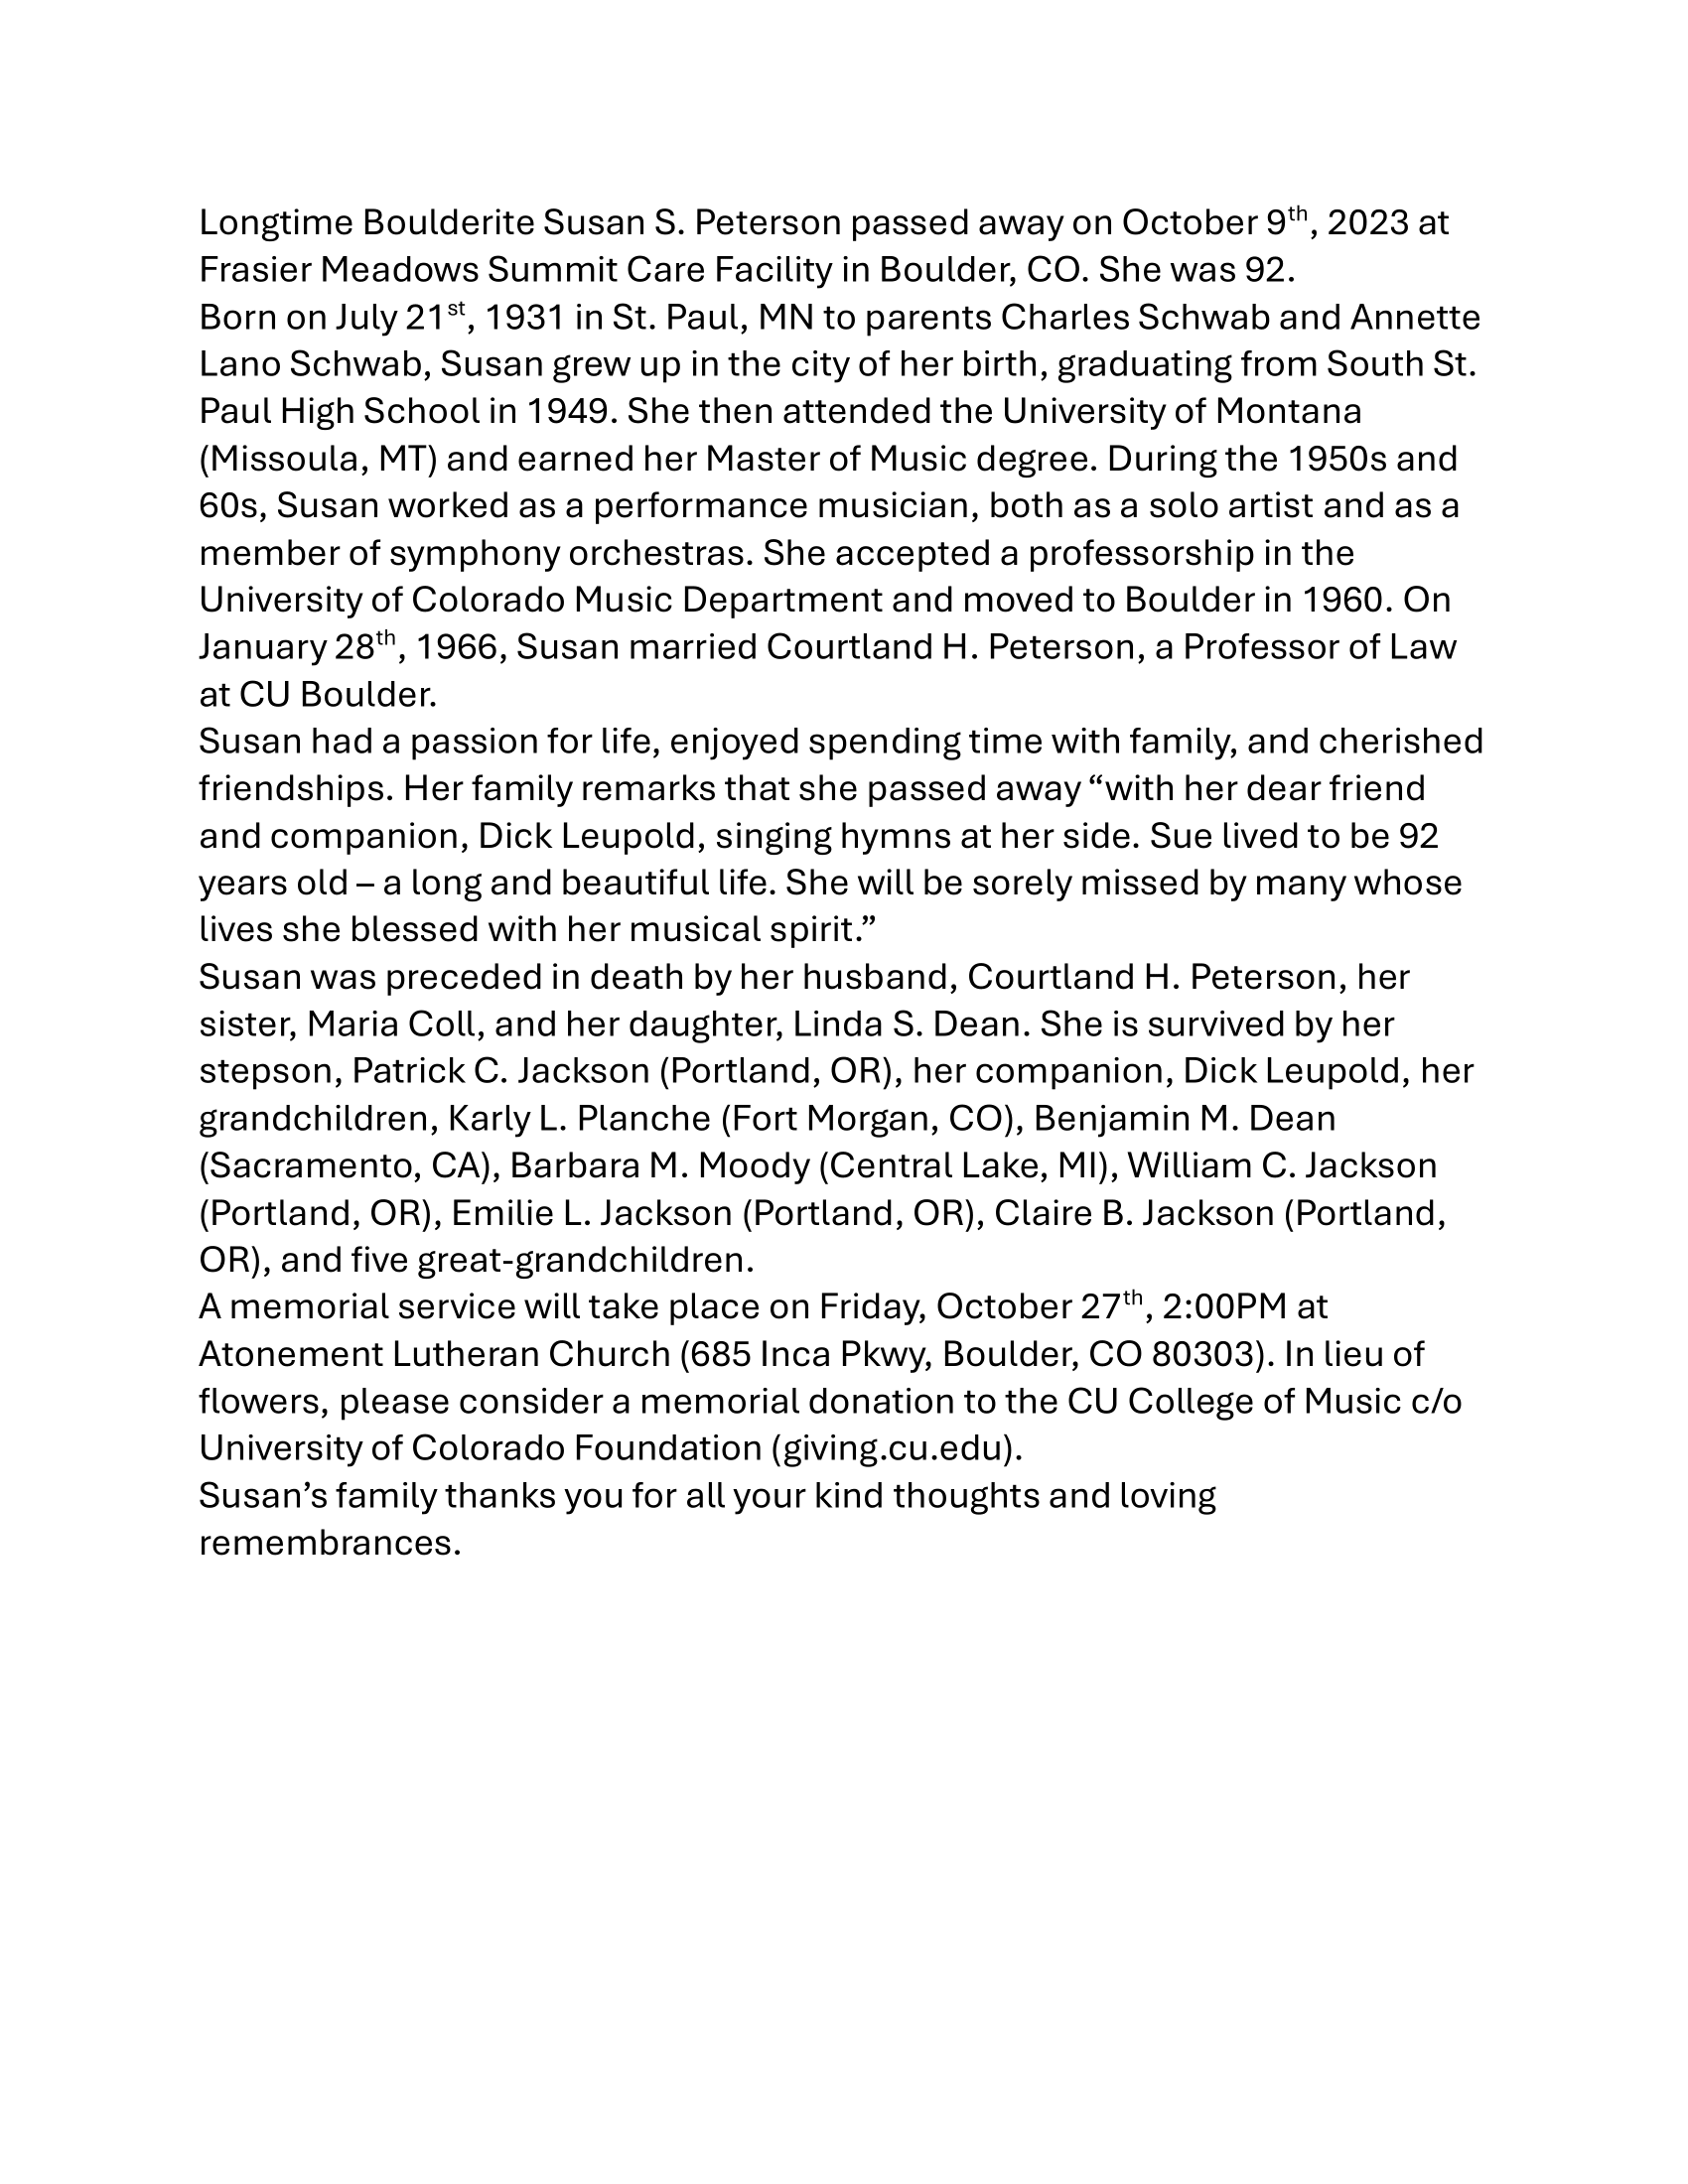 Longtime Boulderite Susan S. Peterson passed away on October 9th, 2023 at
Frasier Meadows Summit Care Facility in Boulder, CO. She was 92.
Born on July 21st, 1931 in St. Paul, MN to parents Charles Schwab and Annette
Lano Schwab, Susan grew up in the city of her birth, graduating from South St.
Paul High School in 1949. She then attended the University of Montana
(Missoula, MT) and earned her Master of Music degree. During the 1950s and
60s, Susan worked as a performance musician, both as a solo artist and as a
member of symphony orchestras. She accepted a professorship in the
University of Colorado Music Department and moved to Boulder in 1960. On
January 28th, 1966, Susan married Courtland H. Peterson, a Professor of Law
at CU Boulder.
Susan had a passion for life, enjoyed spending time with family, and cherished
friendships. Her family remarks that she passed away “with her dear friend
and companion, Dick Leupold, singing hymns at her side. Sue lived to be 92
years old – a long and beautiful life. She will be sorely missed by many whose
lives she blessed with her musical spirit.”
Susan was preceded in death by her husband, Courtland H. Peterson, her
sister, Maria Coll, and her daughter, Linda S. Dean. She is survived by her
stepson, Patrick C. Jackson (Portland, OR), her companion, Dick Leupold, her
grandchildren, Karly L. Planche (Fort Morgan, CO), Benjamin M. Dean
(Sacramento, CA), Barbara M. Moody (Central Lake, MI), William C. Jackson
(Portland, OR), Emilie L. Jackson (Portland, OR), Claire B. Jackson (Portland,
OR), and five great-grandchildren.
A memorial service will take place on Friday, October 27th, 2:00PM at
Atonement Lutheran Church (685 Inca Pkwy, Boulder, CO 80303). In lieu of
flowers, please consider a memorial donation to the CU College of Music c/o
University of Colorado Foundation (giving.cu.edu).
Susan’s family thanks you for all your kind thoughts and loving
remembrances.